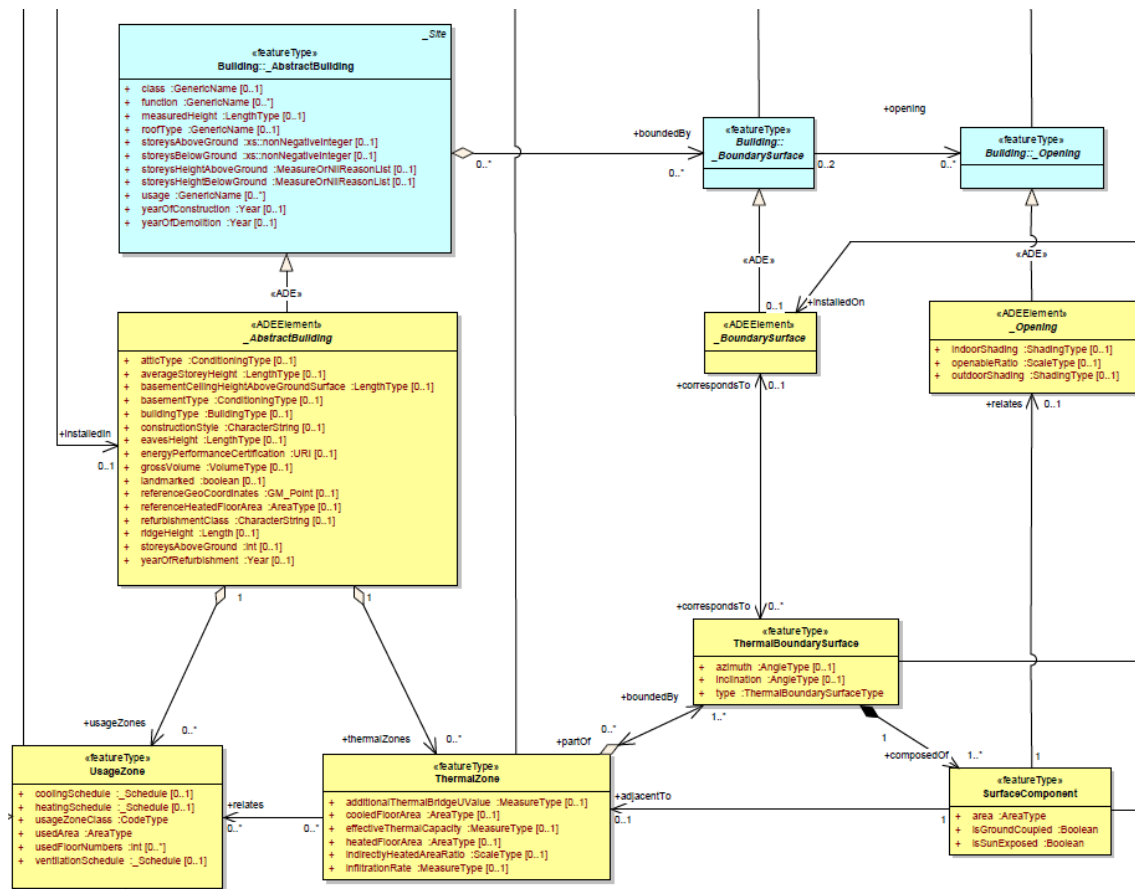 _Site
«featureType»
Building::_AbstractBuilding
+ class :GenericName [0..1]
+ function :GenericName [0..*]
+ measuredHeight :LengthType [0..1]
+ roofType :GenericName [0..1]
+ storeysAboveGround :xs::nonNegativeInteger [0..1]
+ storeysBelowGround :xs::nonNegativeInteger [0..1]
+ storeysHeightAboveGround :MeasureOrNilReasonList [0..1]
+ storeysHeightBelowGround :MeasureOrNilReasonList [0..1]
+ usage :GenericName [0..*]
+ yearOfConstruction :Year [0..1]
+ yearOfDemolition :Year [0..1]
0..*
+boundedBy
0..*
«featureType»
Building::
_BoundarySurface
0..2
+opening
0..*
«featureType»
Building::_Opening
«ADE»
«ADE»
«ADE»
«ADEElement»
_AbstractBuilding
+ atticType :ConditioningType [0..1]
+ averageStoreyHeight :LengthType [0..1]
+ basementCeilingHeightAboveGroundSurface :LengthType [0..1]
+ basementType :ConditioningType [0..1]
+ buildingType :BuildingType [0..1]
+ constructionStyle :CharacterString [0..1]
+ eavesHeight :LengthType [0..1]
+ energyPerformanceCertification :URI [0..1]
+ grossVolume :VolumeType [0..1]
+ landmarked :boolean [0..1]
+ referenceGeoCoordinates :GM_Point [0..1]
+ referenceHeatedFloorArea :AreaType [0..1]
+ refurbishmentClass :CharacterString [0..1]
+ ridgeHeight :Length [0..1]
+ storeysAboveGround :Int [0..1]
+ yearOfRefurbishment :Year [0..1]
+installedIn
0..1
0..1
+installedOn
«ADEElement»
_BoundarySurface
«ADEElement»
_Opening
+ indoorShading :ShadingType [0..1]
+ openableRatio :ScaleType [0..1]
+ outdoorShading :ShadingType [0..1]
+correspondsTo
0..1
+relates
0..1
1
1
+correspondsTo
0..*
«featureType»
ThermalBoundarySurface
+ azimuth :AngleType [0..1]
+ inclination :AngleType [0..1]
+ type :ThermalBoundarySurfaceType
+boundedBy
1..*
+usageZones
0..*
+thermalZones
0..*
+partOf
0..*
1
+composedOf
1..*
1
«featureType»
UsageZone
+ coolingSchedule :_Schedule [0..1]
+ heatingSchedule :_Schedule [0..1]
+ usageZoneClass :CodeType
+ usedArea :AreaType
+ usedFloorNumbers :Int [0..*]
+ ventilationSchedule :_Schedule [0..1]
+relates
0..*
0..*
«featureType»
ThermalZone
+ additionalThermalBridgeUValue :MeasureType [0..1]
+ cooledFloorArea :AreaType [0..1]
+ effectiveThermalCapacity :MeasureType [0..1]
+ heatedFloorArea :AreaType [0..1]
+ indirectlyHeatedAreaRatio :ScaleType [0..1]
+ infiltrationRate :MeasureType [0..1]
+adjacentTo
0..1
1
«featureType»
SurfaceComponent
+ area :AreaType
+ isGroundCoupled :Boolean
+ isSunExposed :Boolean